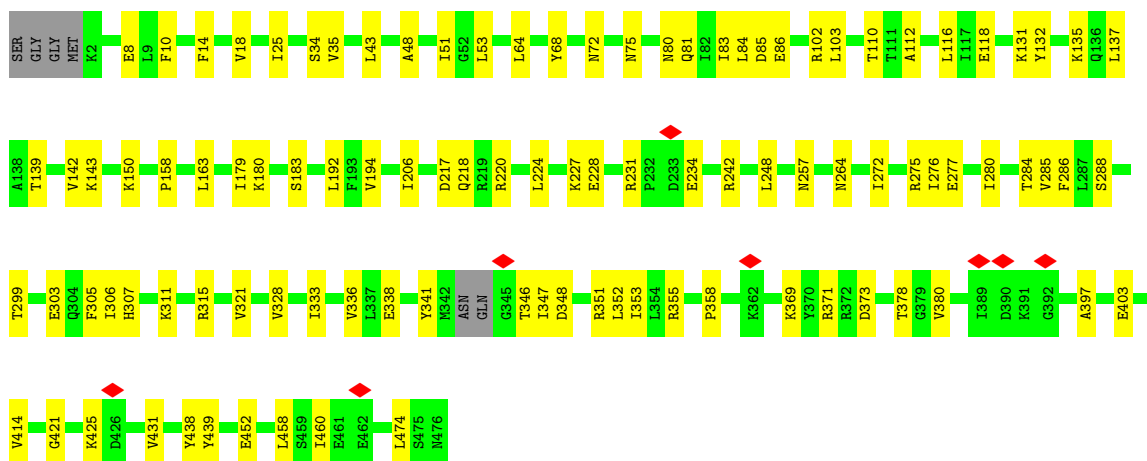 SER GLY GLY MET K2 E8 L9 F10 F14 V18 I25 S34 V35 L43 A48 I51 G52 L53 L64 Y68 N72 N75 N80 Q81 I82 I83 L84 D85 E86 R102 L103 T110 T111 A112 L116 I117 E118 K131 Y132 K135 Q136 L137
A138 T139 V142 K143 K150 P158 L163 I179 K180 S183 L192 F193 V194 I206 D217 Q218 R219 R220 L224 K227 E228 R231 P232 D233 E234 R242 L248 N257 N264 I272 R275 I276 E277 I280 T284 V285 F286 L287 S288
T299 E303 Q304 F305 I306 H307 K311 R315 V321 V328 I333 V336 L337 E338 Y341 M342 ASN GLN G345 T346 I347 D348 R351 L352 I353 L354 R355 P358 K362 K369 Y370 R371 R372 D373 T378 G379 V380 I389 D390 K391 G392 A397 E403
V414 G421 K425 D426 V431 Y438 Y439 E452 L458 S459 I460 E461 E462 L474 S475 N476